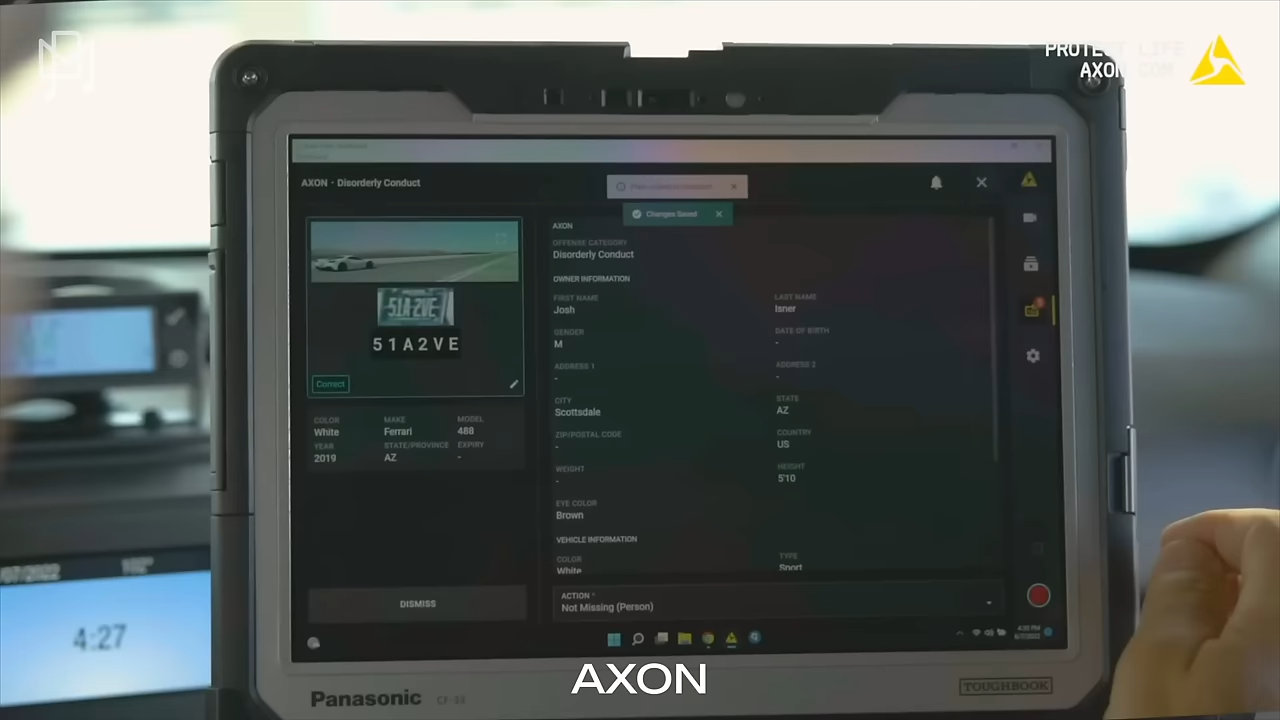 PROTECT LIFE
AXON.COM
AXON - Disorderly Conduct
Changes Saved
51A2VE
51A2VE
Correct
COLOR MAKE MODEL
White Ferrari 488
YEAR STATE/PROVINCE EXPIRY
2019 AZ -
DISMISS
AXON
OFFENSE CATEGORY
Disorderly Conduct
OWNER INFORMATION
FIRST NAME LAST NAME
Josh Isner
GENDER DATE OF BIRTH
M -
ADDRESS 1 ADDRESS 2
- -
CITY STATE
Scottsdale AZ
ZIP/POSTAL CODE COUNTRY
- US
WEIGHT HEIGHT
- 5'10
EYE COLOR
Brown
VEHICLE INFORMATION
COLOR TYPE
White Sport
ACTION *
Not Missing (Person)
102°
4:27
AXON
Panasonic CF-33
TOUGHBOOK